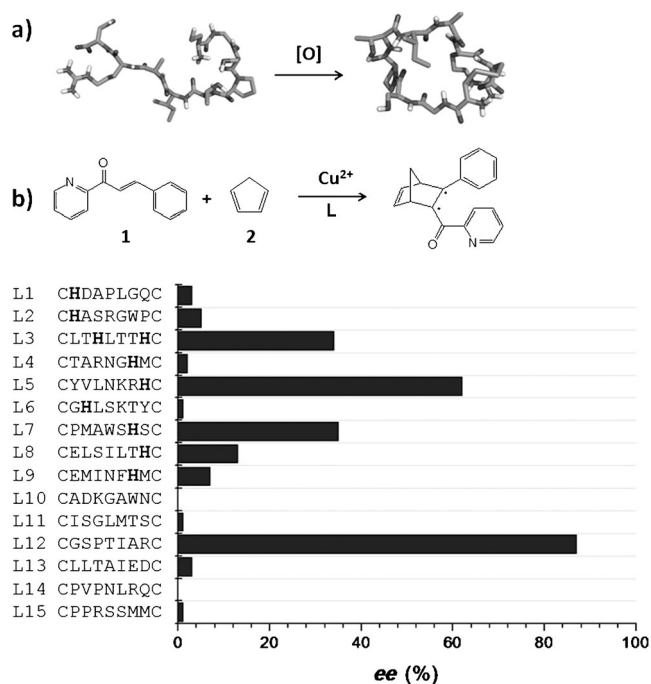 a)
[O]
b)
N
O
1
+
2
Cu2+
L
O
N
L1 CHDAPLGQC
L2 CHASRGWPC
L3 CLTHLTTHC
L4 CTARNGHMC
L5 CYVLNKRHC
L6 CGHLSKTYC
L7 CPMAWSHSC
L8 CELSILTHC
L9 CEMINFHMC
L10 CADKGAWNC
L11 CISGLMTSC
L12 CGSPTIARC
L13 CLLTAIEDC
L14 CPVPNLRQC
L15 CPPRSSMMC
0 20 40 60 80 100
ee (%)